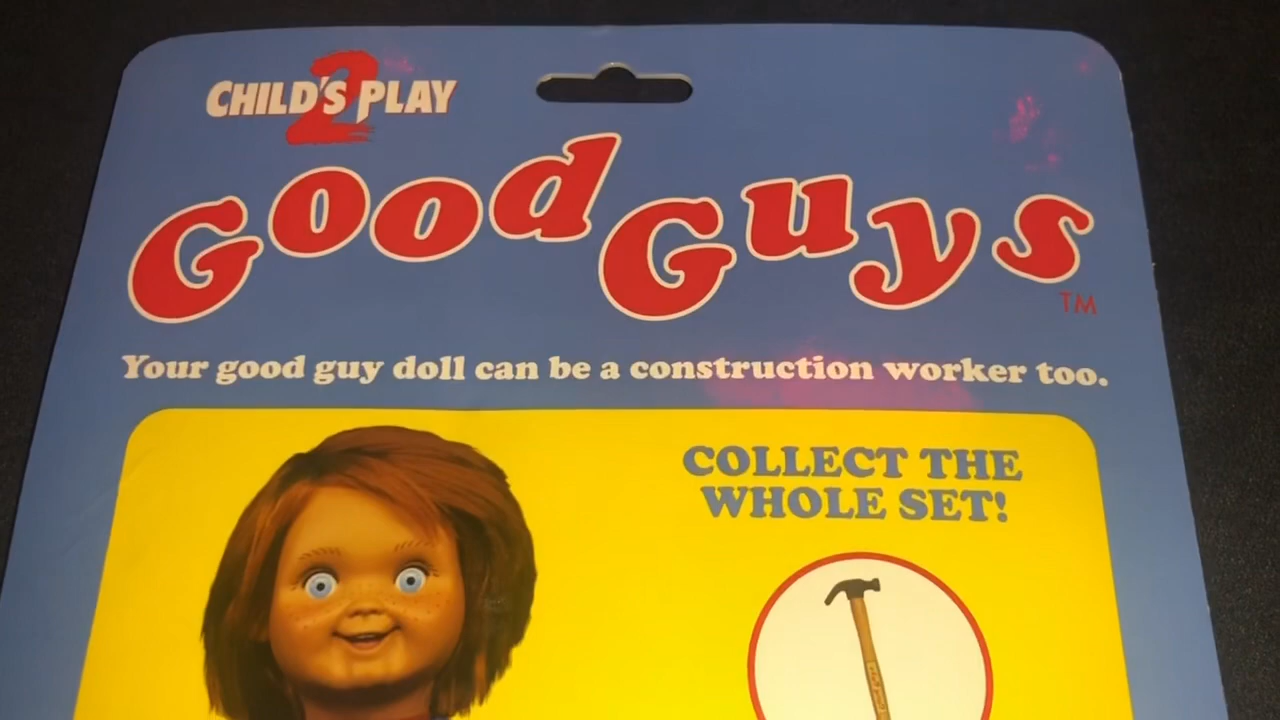 CHILD'S PLAY
2
Good Guys
TM
Your good guy doll can be a construction worker too.
COLLECT THE
WHOLE SET!